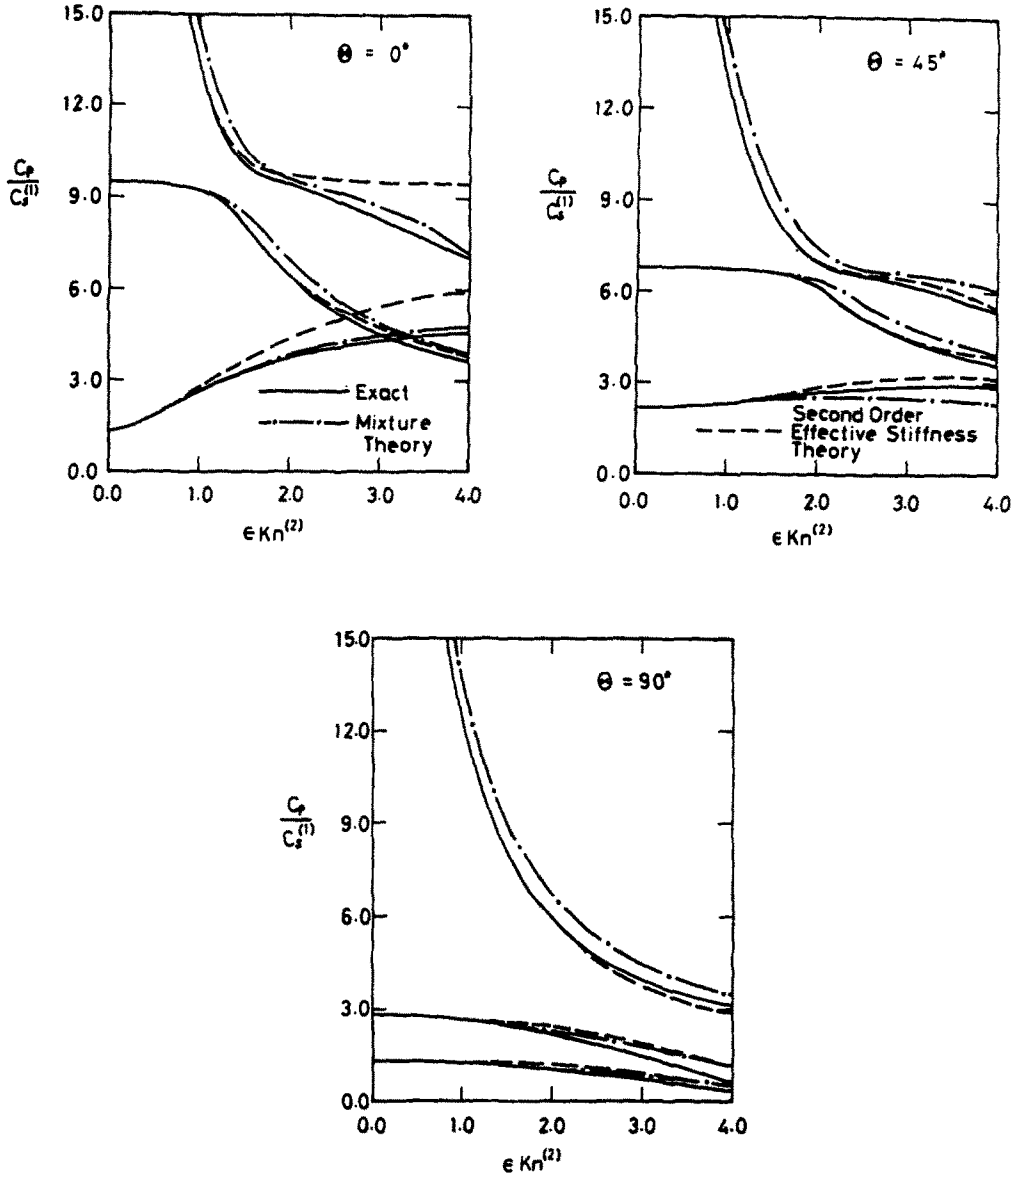 15.0
12.0
9.0
6.0
3.0
0.0
Cp
Cs(1)
Θ = 0°
Exact
Mixture
Theory
0.0 1.0 2.0 3.0 4.0
ϵ Kn(2)
15.0
12.0
9.0
6.0
3.0
0.0
Cp
Cs(1)
Θ = 45°
Second Order
Effective Stiffness
Theory
0.0 1.0 2.0 3.0 4.0
ϵ Kn(2)
15.0
12.0
9.0
6.0
3.0
0.0
Cp
Cs(1)
Θ = 90°
0.0 1.0 2.0 3.0 4.0
ϵ Kn(2)